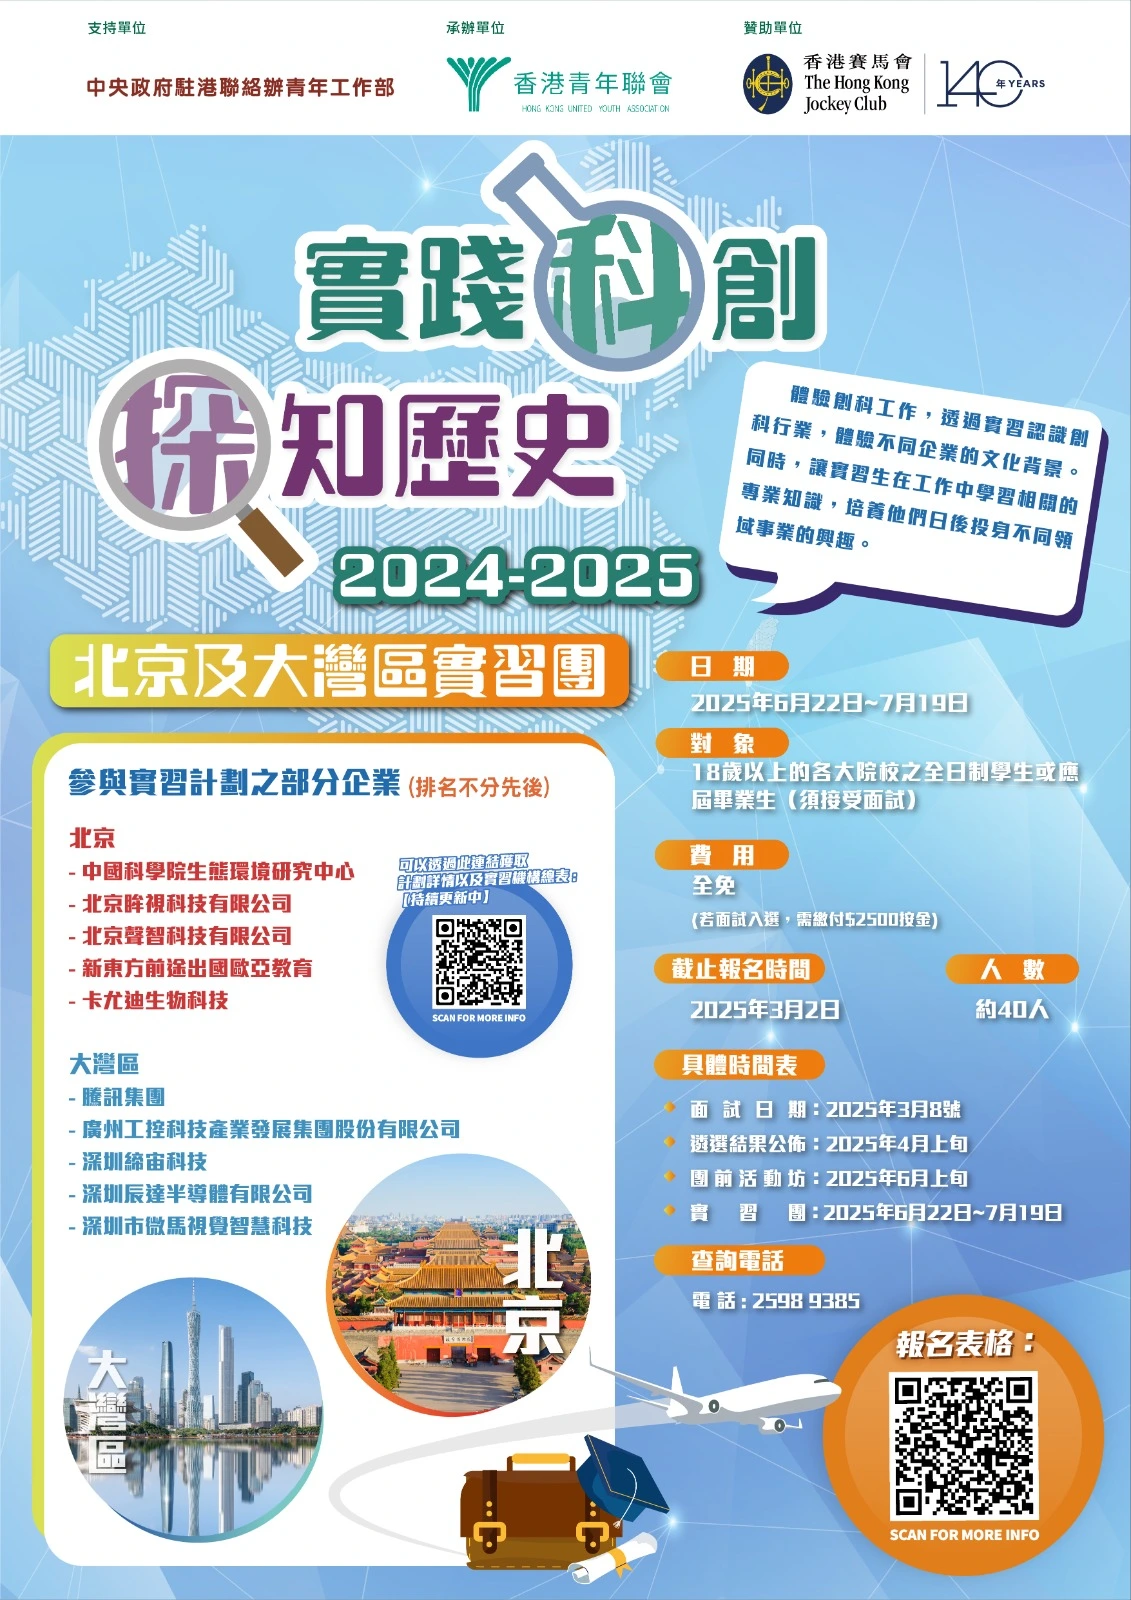 支持單位
中央政府駐港聯絡辦青年工作部
承辦單位
香港青年聯會
HONG KONG UNITED YOUTH ASSOCIATION
贊助單位
香港賽馬會
The Hong Kong
Jockey Club
140年YEARS
實踐科創
探知歷史
2024-2025
體驗創科工作，透過實習認識創
科行業，體驗不同企業的文化背景。
同時，讓實習生在工作中學習相關的
專業知識，培養他們日後投身不同領
域事業的興趣。
北京及大灣區實習團
參與實習計劃之部分企業 (排名不分先後)
北京
- 中國科學院生態環境研究中心
- 北京眸視科技有限公司
- 北京聲智科技有限公司
- 新東方前途出國歐亞教育
- 卡尤迪生物科技
可以透過此連結獲取
計劃詳情以及實習機構總表：
【持續更新中】
SCAN FOR MORE INFO
大灣區
- 騰訊集團
- 廣州工控科技產業發展集團股份有限公司
- 深圳締宙科技
- 深圳辰達半導體有限公司
- 深圳市微馬視覺智慧科技
北京
大灣區
日 期
2025年6月22日~7月19日
對 象
18歲以上的各大院校之全日制學生或應
屆畢業生（須接受面試）
費 用
全免
(若面試入選，需繳付$2500按金)
截止報名時間
2025年3月2日
人 數
約40人
具體時間表
面試日期：2025年3月8號
遴選結果公佈：2025年4月上旬
團前活動坊：2025年6月上旬
實習團：2025年6月22日~7月19日
查詢電話
電話：2598 9385
報名表格：
SCAN FOR MORE INFO